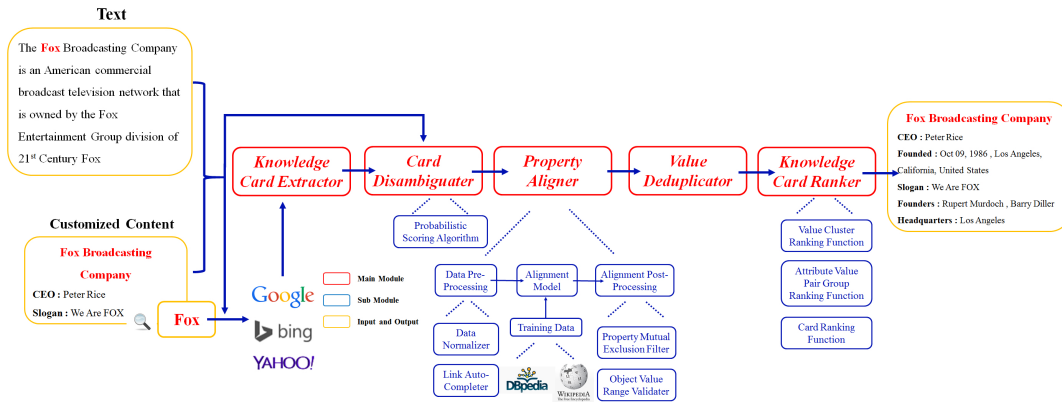 Text
The Fox Broadcasting Company
is an American commercial
broadcast television network that
is owned by the Fox
Entertainment Group division of
21st Century Fox
Customized Content
Fox Broadcasting
Company
CEO : Peter Rice
Slogan : We Are FOX
Fox
Google
bing
YAHOO!
Main Module
Sub Module
Input and Output
Knowledge
Card Extractor
Card
Disambiguater
Property
Aligner
Value
Deduplicator
Knowledge
Card Ranker
Probabilistic
Scoring Algorithm
Data Pre-
Processing
Alignment
Model
Alignment Post-
Processing
Training Data
Data
Normalizer
Link Auto-
Completer
DBpedia
WIKIPEDIA
The Free Encyclopedia
Property Mutual
Exclusion Filter
Object Value
Range Validater
Value Cluster
Ranking Function
Attribute Value
Pair Group
Ranking Function
Card Ranking
Function
Fox Broadcasting Company
CEO : Peter Rice
Founded : Oct 09, 1986 , Los Angeles,
California, United States
Slogan : We Are FOX
Founders : Rupert Murdoch , Barry Diller
Headquarters : Los Angeles